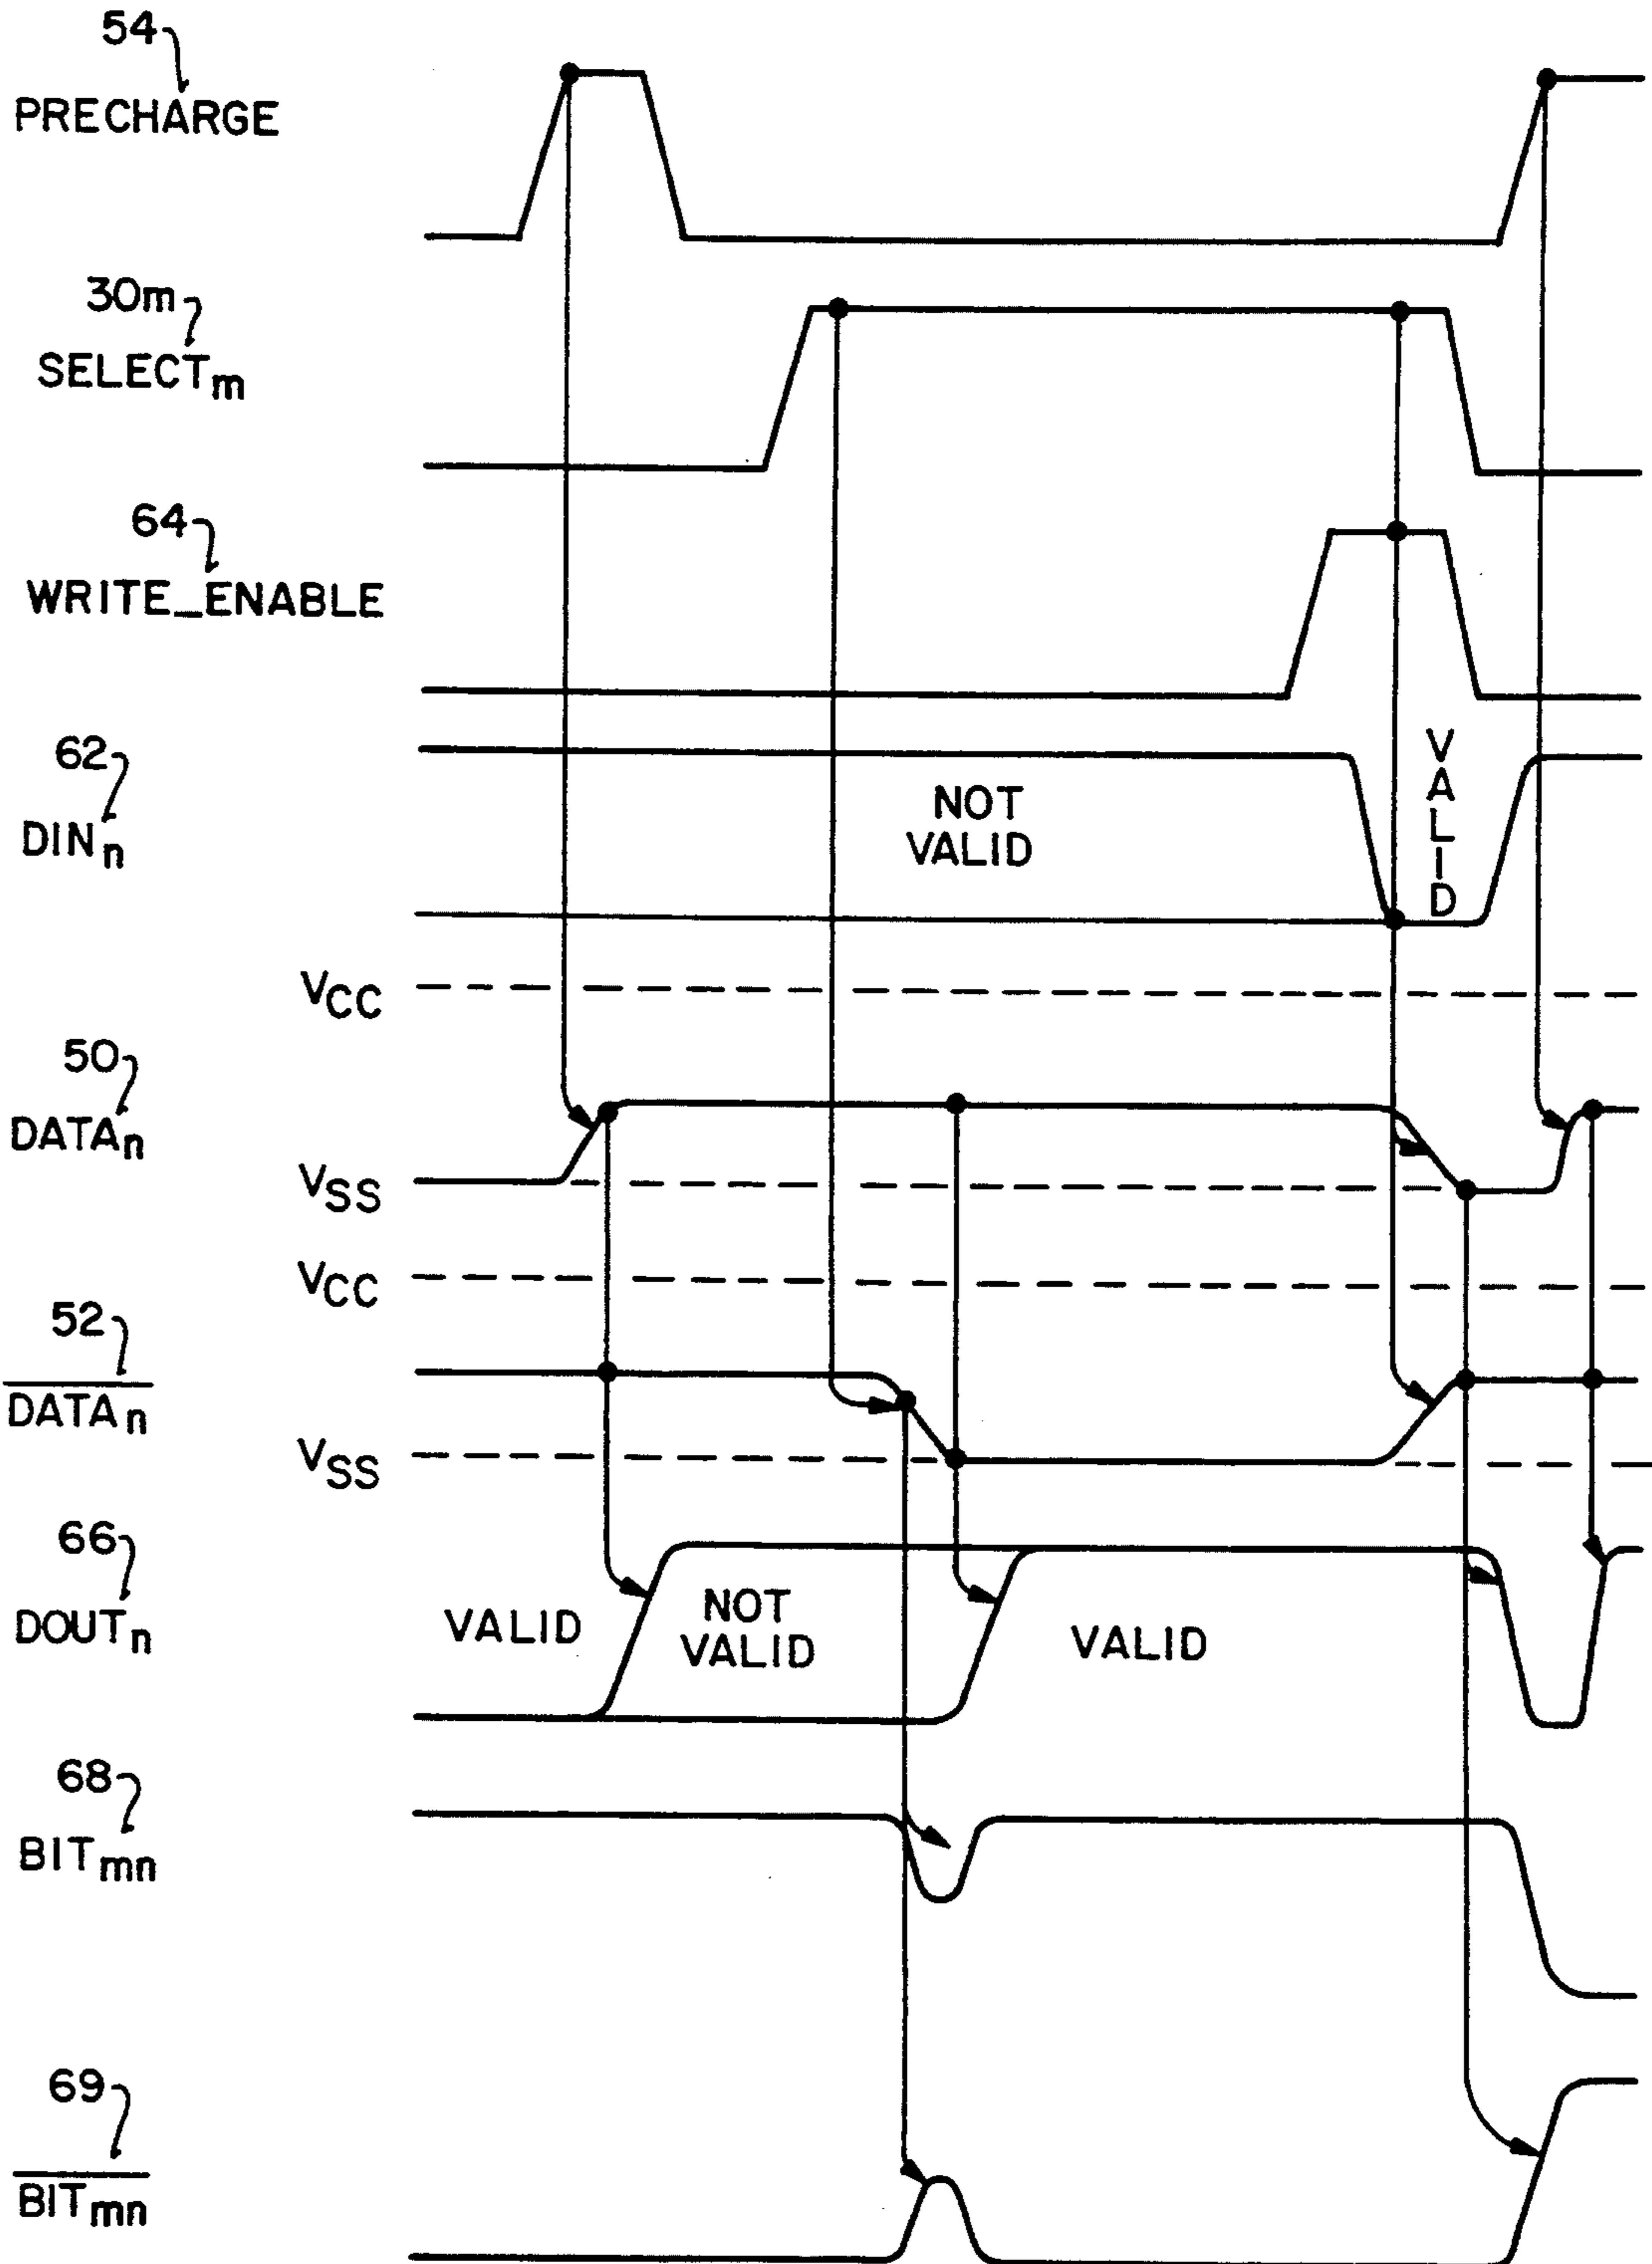 54
PRECHARGE
30m
SELECTm
64
WRITE_ENABLE
62
DINn
NOT
VALID
VALID
VCC
50
DATAn
VSS
VCC
52
DATAn
VSS
66
DOUTn
VALID
NOT
VALID
VALID
68
BITmn
69
BITmn